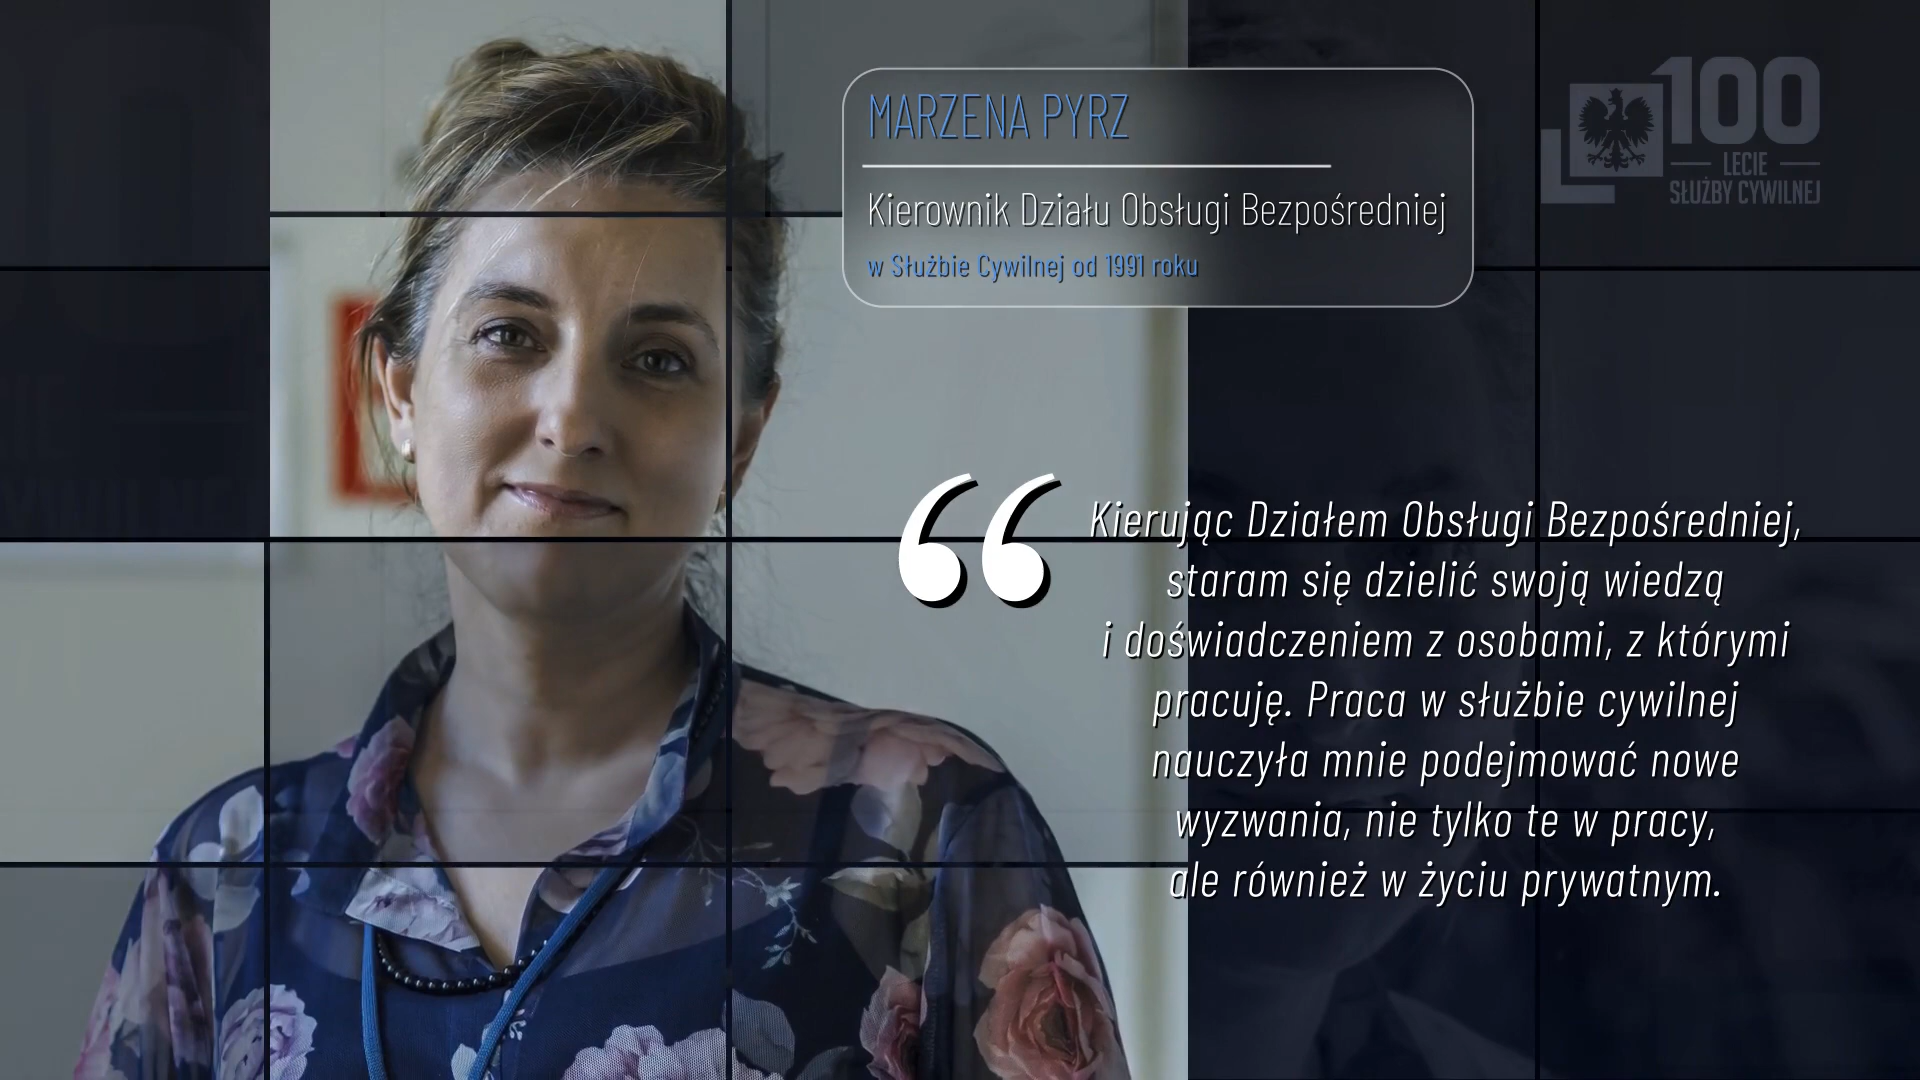 MARZENA PYRZ
Kierownik Działu Obsługi Bezpośredniej
w Służbie Cywilnej od 1991 roku
100
LECIE
SŁUŻBY CYWILNEJ
“
Kierując Działem Obsługi Bezpośredniej,
staram się dzielić swoją wiedzą
i doświadczeniem z osobami, z którymi
pracuję. Praca w służbie cywilnej
nauczyła mnie podejmować nowe
wyzwania, nie tylko te w pracy,
ale również w życiu prywatnym.